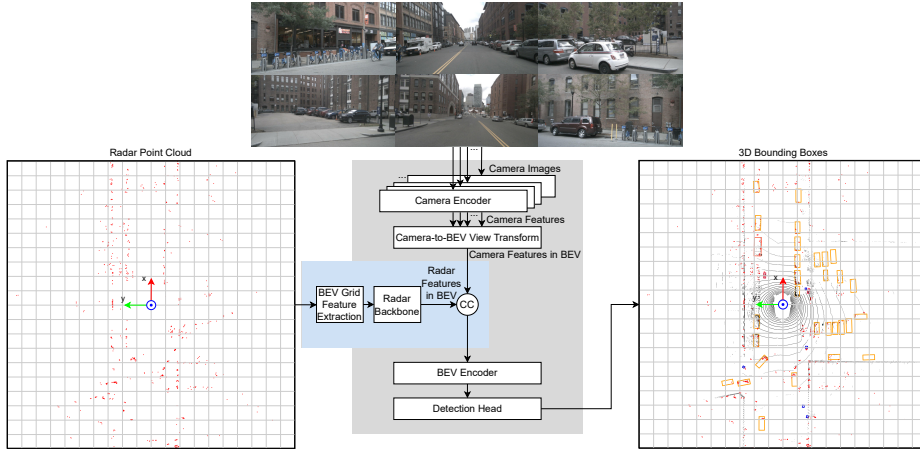 Radar Point Cloud
3D Bounding Boxes
...
Camera Images
...
Camera Encoder
...
Camera Features
Camera-to-BEV View Transform
Camera Features in BEV
Radar
Features
in BEV
BEV Grid
Feature
Extraction
Radar
Backbone
CC
BEV Encoder
Detection Head
x
y
x
y